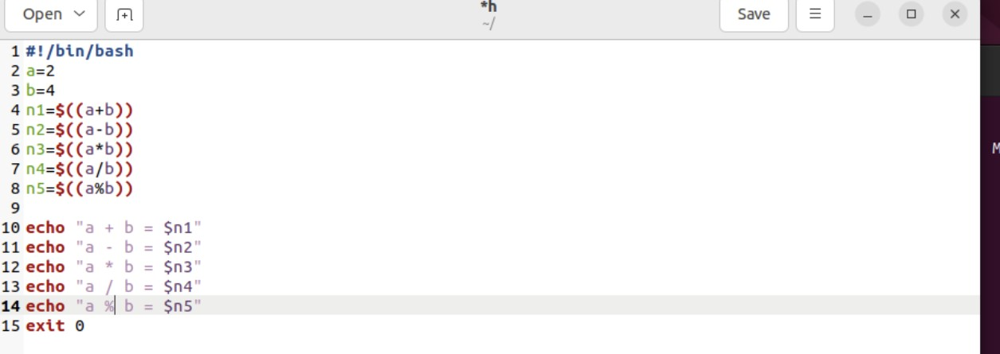 Open
*h
~/
Save
1 #!/bin/bash
2 a=2
3 b=4
4 n1=$((a+b))
5 n2=$((a-b))
6 n3=$((a*b))
7 n4=$((a/b))
8 n5=$((a%b))
9
10 echo "a + b = $n1"
11 echo "a - b = $n2"
12 echo "a * b = $n3"
13 echo "a / b = $n4"
14 echo "a % b = $n5"
15 exit 0
M